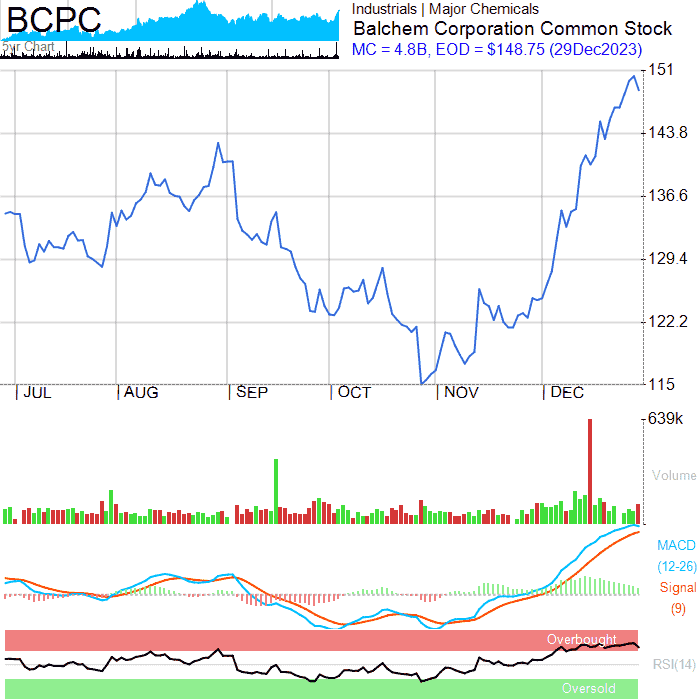 BCPC
5yr Chart
Industrials | Major Chemicals
Balchem Corporation Common Stock
MC = 4.8B, EOD = $148.75 (29Dec2023)
151
143.8
136.6
129.4
122.2
115
JUL
AUG
SEP
OCT
NOV
DEC
639k
Volume
MACD
(12-26)
Signal
(9)
Overbought
RSI(14)
Oversold